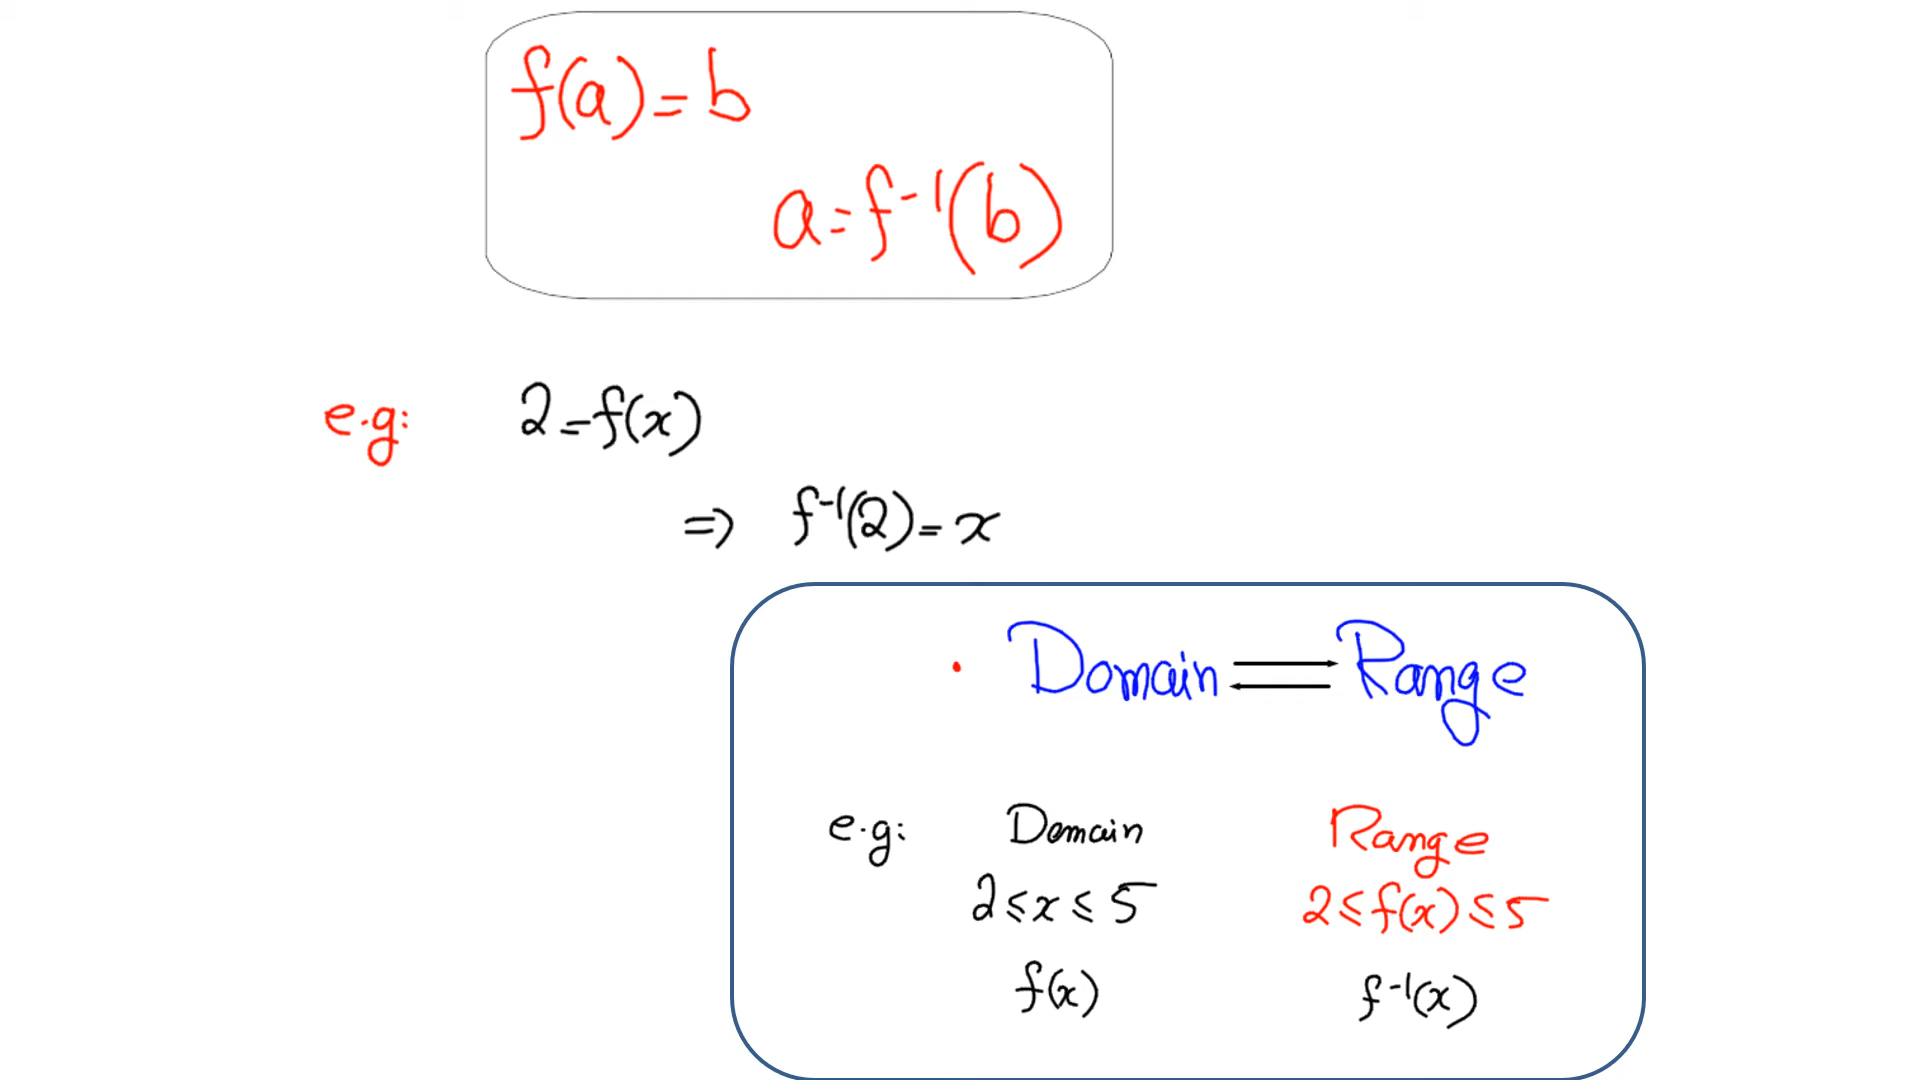 f(a) = b
a = f⁻¹(b)
e.g: 2 = f(x)
⇒ f⁻¹(2) = x
Domain ⇄ Range
e.g: Domain Range
2 ≤ x ≤ 5 2 ≤ f(x) ≤ 5
f(x) f⁻¹(x)